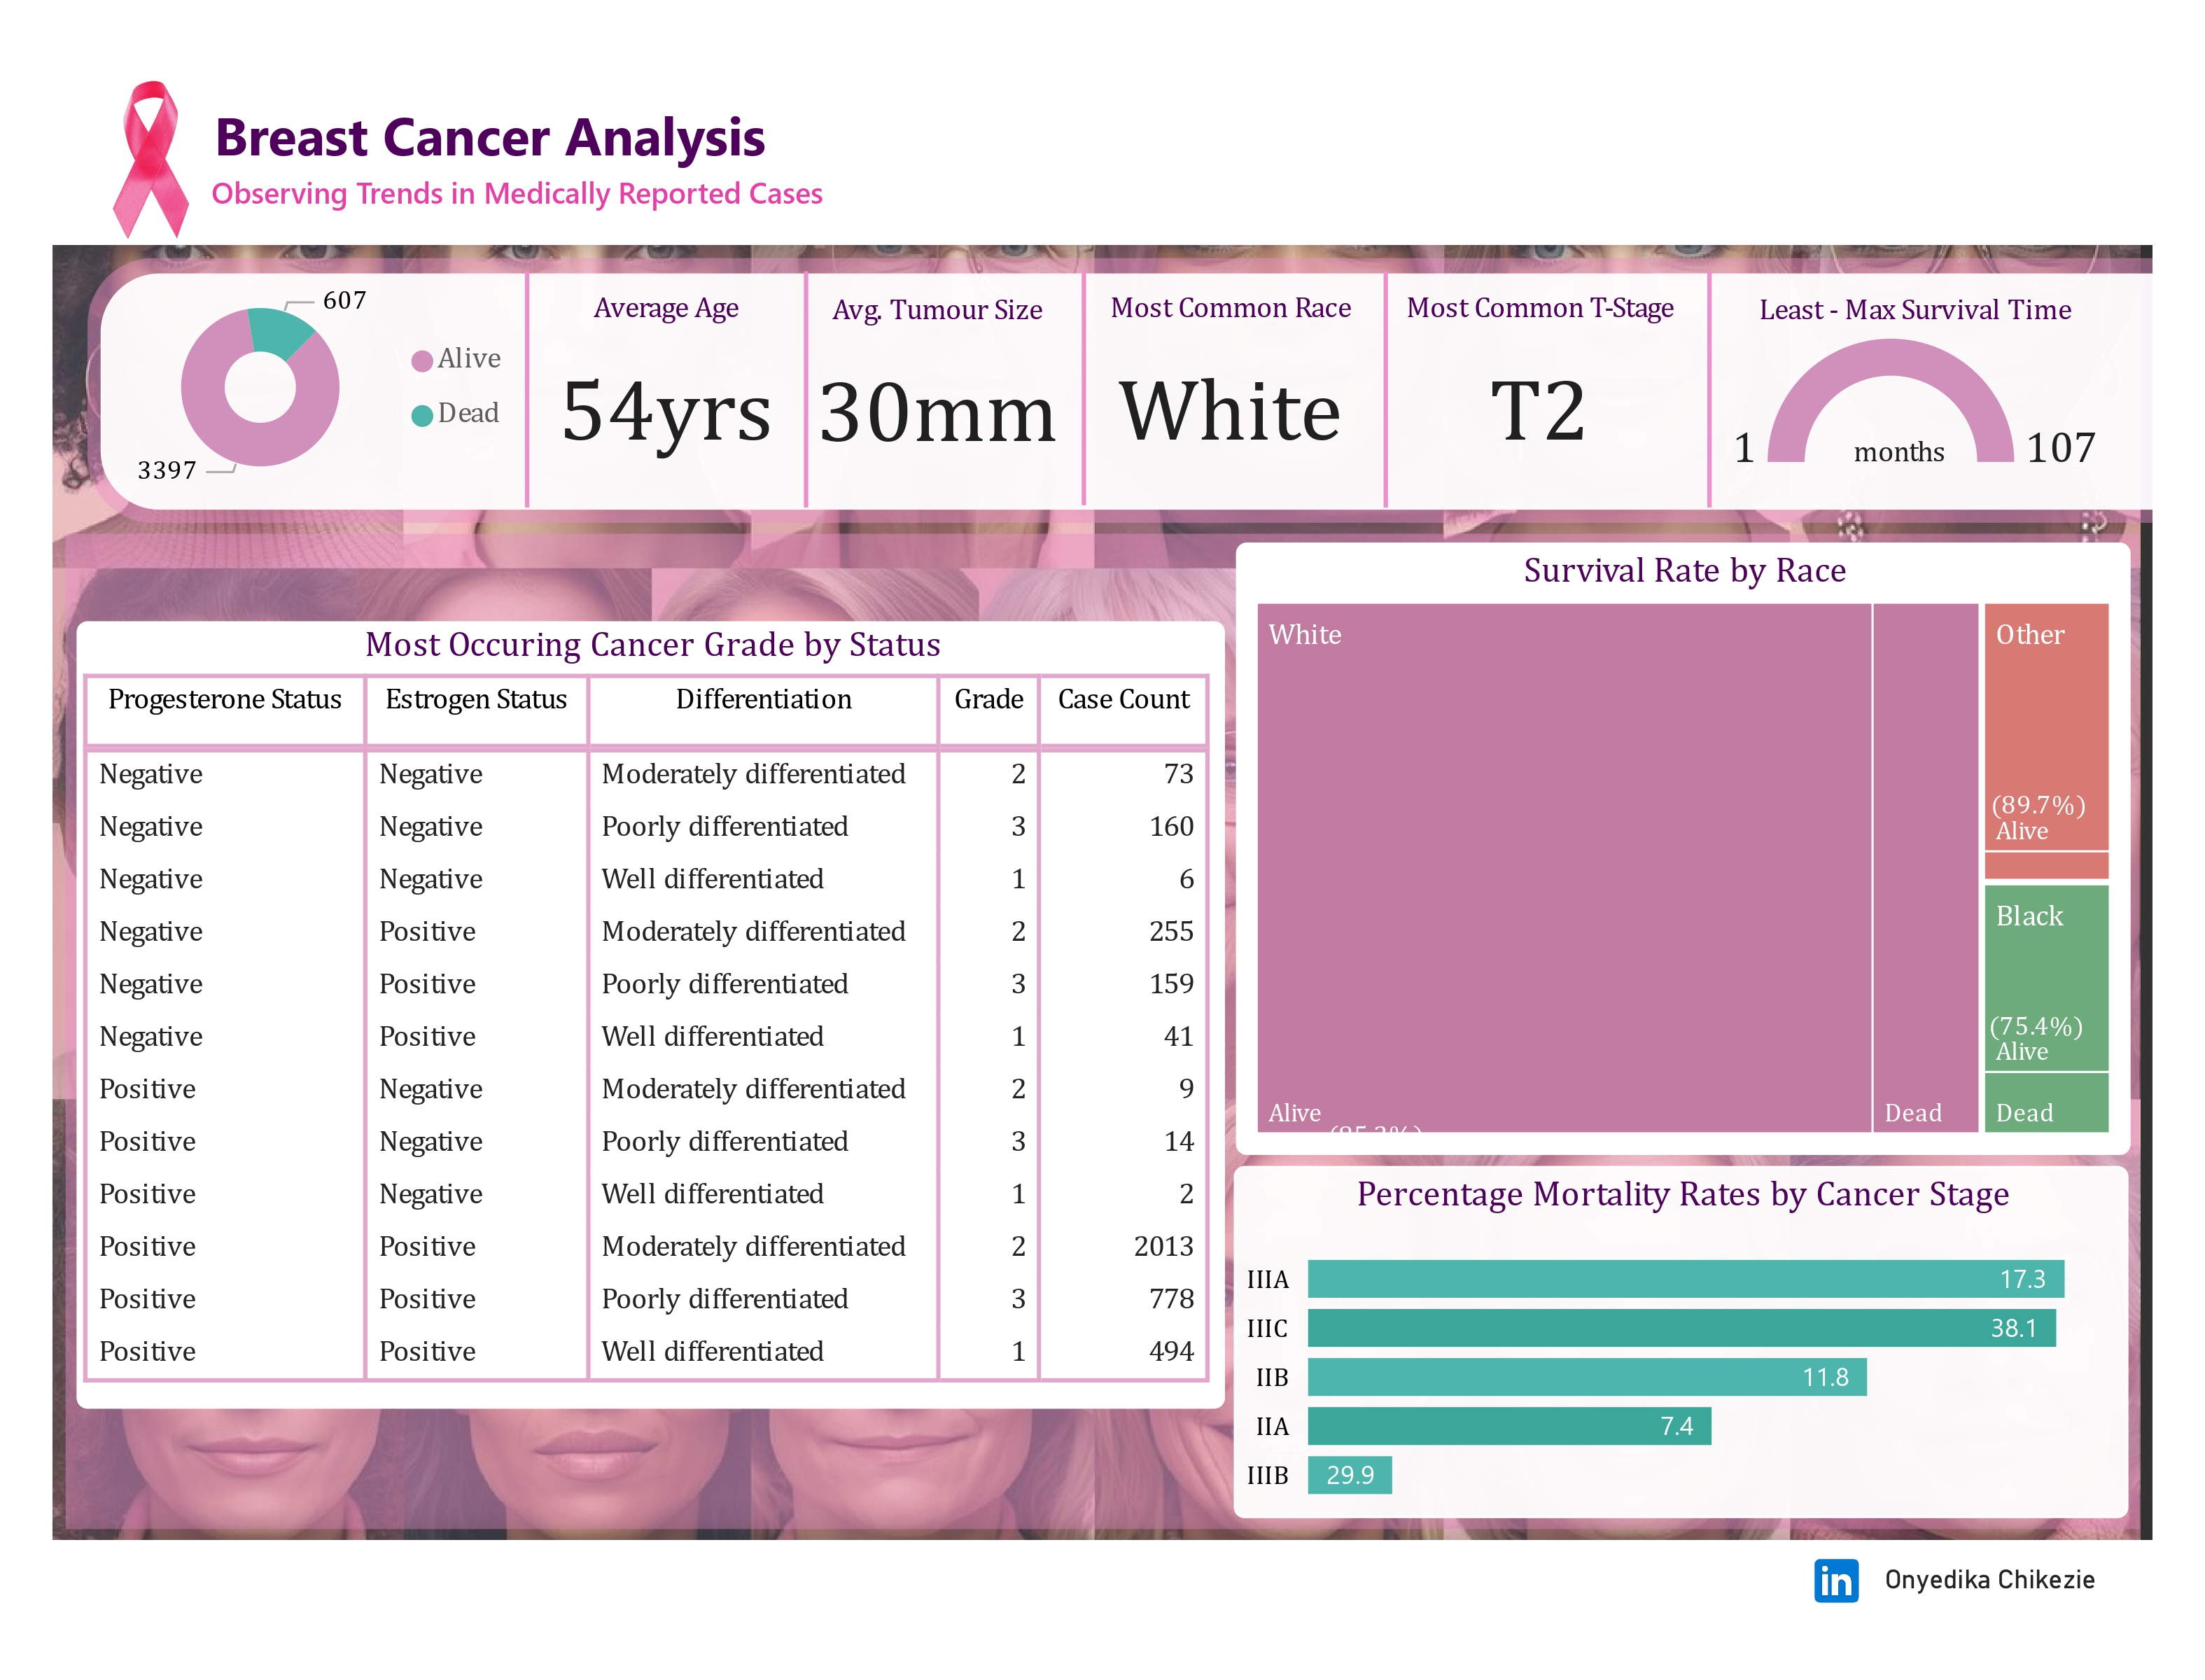 Breast Cancer Analysis
Observing Trends in Medically Reported Cases
607
3397
Alive
Dead
Average Age
54yrs
Avg. Tumour Size
30mm
Most Common Race
White
Most Common T-Stage
T2
Least - Max Survival Time
1 months 107
Most Occuring Cancer Grade by Status
Progesterone Status Estrogen Status Differentiation Grade Case Count
Negative Negative Moderately differentiated 2 73
Negative Negative Poorly differentiated 3 160
Negative Negative Well differentiated 1 6
Negative Positive Moderately differentiated 2 255
Negative Positive Poorly differentiated 3 159
Negative Positive Well differentiated 1 41
Positive Negative Moderately differentiated 2 9
Positive Negative Poorly differentiated 3 14
Positive Negative Well differentiated 1 2
Positive Positive Moderately differentiated 2 2013
Positive Positive Poorly differentiated 3 778
Positive Positive Well differentiated 1 494
Survival Rate by Race
White
Alive
Dead
Other
(89.7%)
Alive
Black
(75.4%)
Alive
Dead
Percentage Mortality Rates by Cancer Stage
IIIA 17.3
IIIC 38.1
IIB 11.8
IIA 7.4
IIIB 29.9
in Onyedika Chikezie